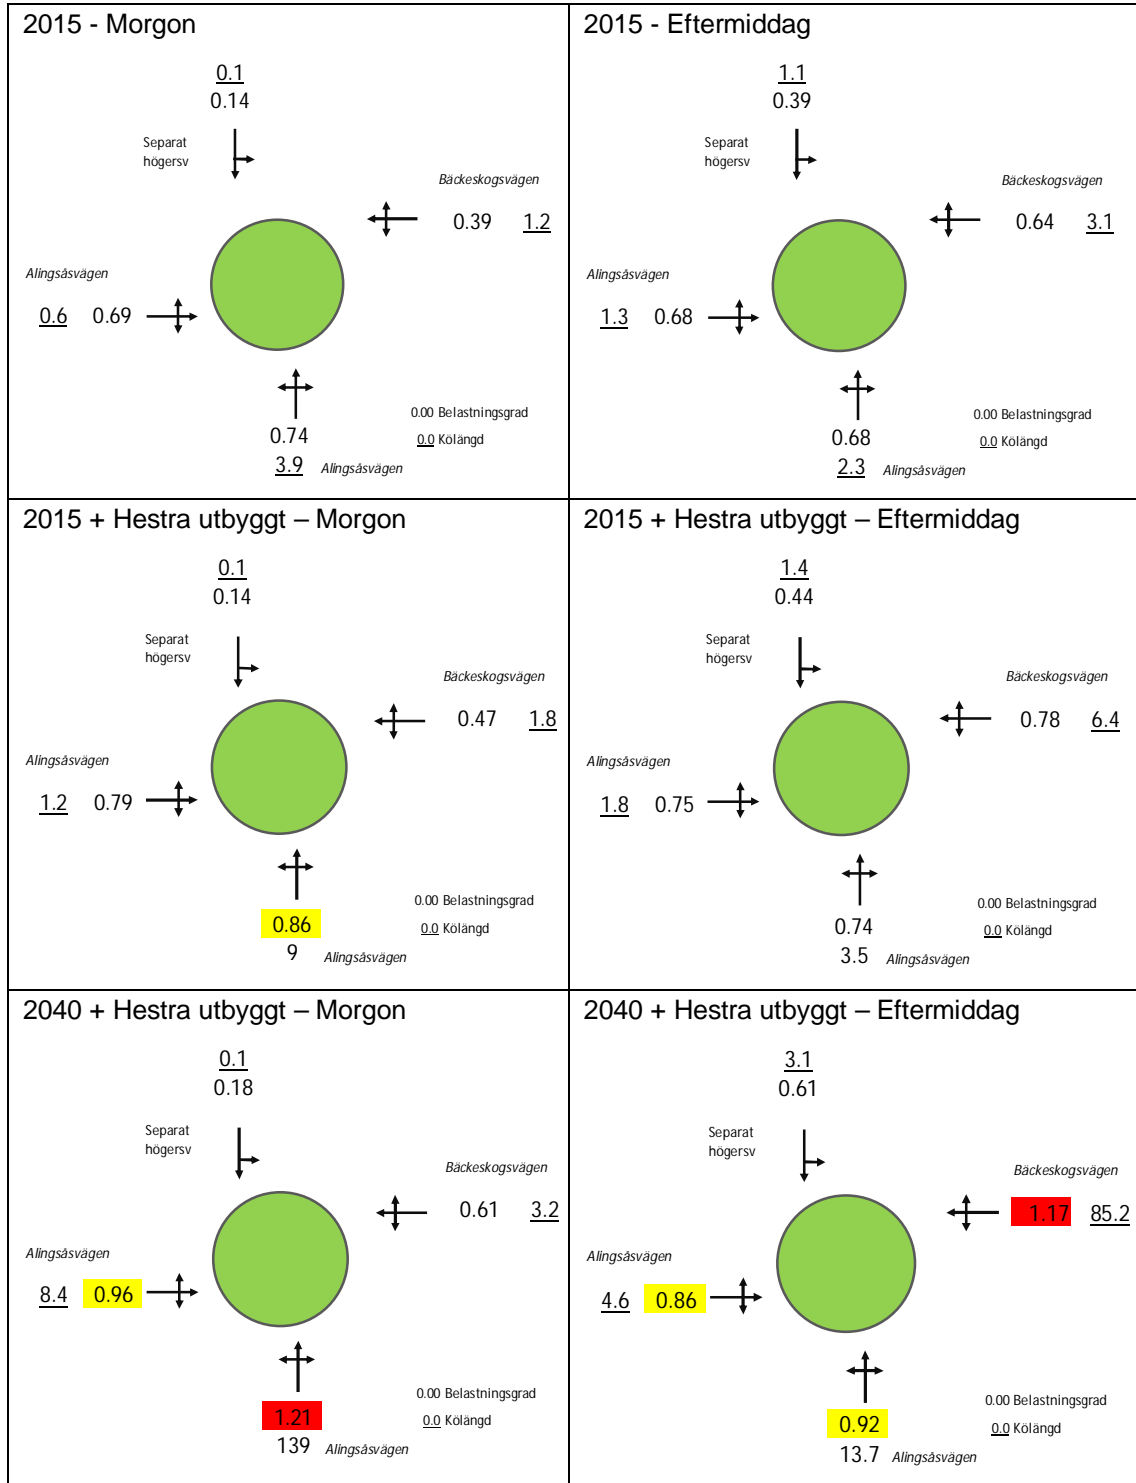 2015 - Morgon
0.1
0.14
Separat
högersv
Bäckeskogsvägen
0.39 1.2
Alingsåsvägen
0.6 0.69
0.00 Belastningsgrad
0.74
0.0 Kölängd
3.9 Alingsåsvägen
2015 - Eftermiddag
1.1
0.39
Separat
högersv
Bäckeskogsvägen
0.64 3.1
Alingsåsvägen
1.3 0.68
0.00 Belastningsgrad
0.68
0.0 Kölängd
2.3 Alingsåsvägen
2015 + Hestra utbyggt – Morgon
0.1
0.14
Separat
högersv
Bäckeskogsvägen
0.47 1.8
Alingsåsvägen
1.2 0.79
0.00 Belastningsgrad
0.86
0.0 Kölängd
9 Alingsåsvägen
2015 + Hestra utbyggt – Eftermiddag
1.4
0.44
Separat
högersv
Bäckeskogsvägen
0.78 6.4
Alingsåsvägen
1.8 0.75
0.00 Belastningsgrad
0.74
0.0 Kölängd
3.5 Alingsåsvägen
2040 + Hestra utbyggt – Morgon
0.1
0.18
Separat
högersv
Bäckeskogsvägen
0.61 3.2
Alingsåsvägen
8.4 0.96
0.00 Belastningsgrad
1.21
0.0 Kölängd
139 Alingsåsvägen
2040 + Hestra utbyggt – Eftermiddag
3.1
0.61
Separat
högersv
Bäckeskogsvägen
1.17 85.2
Alingsåsvägen
4.6 0.86
0.00 Belastningsgrad
0.92
0.0 Kölängd
13.7 Alingsåsvägen